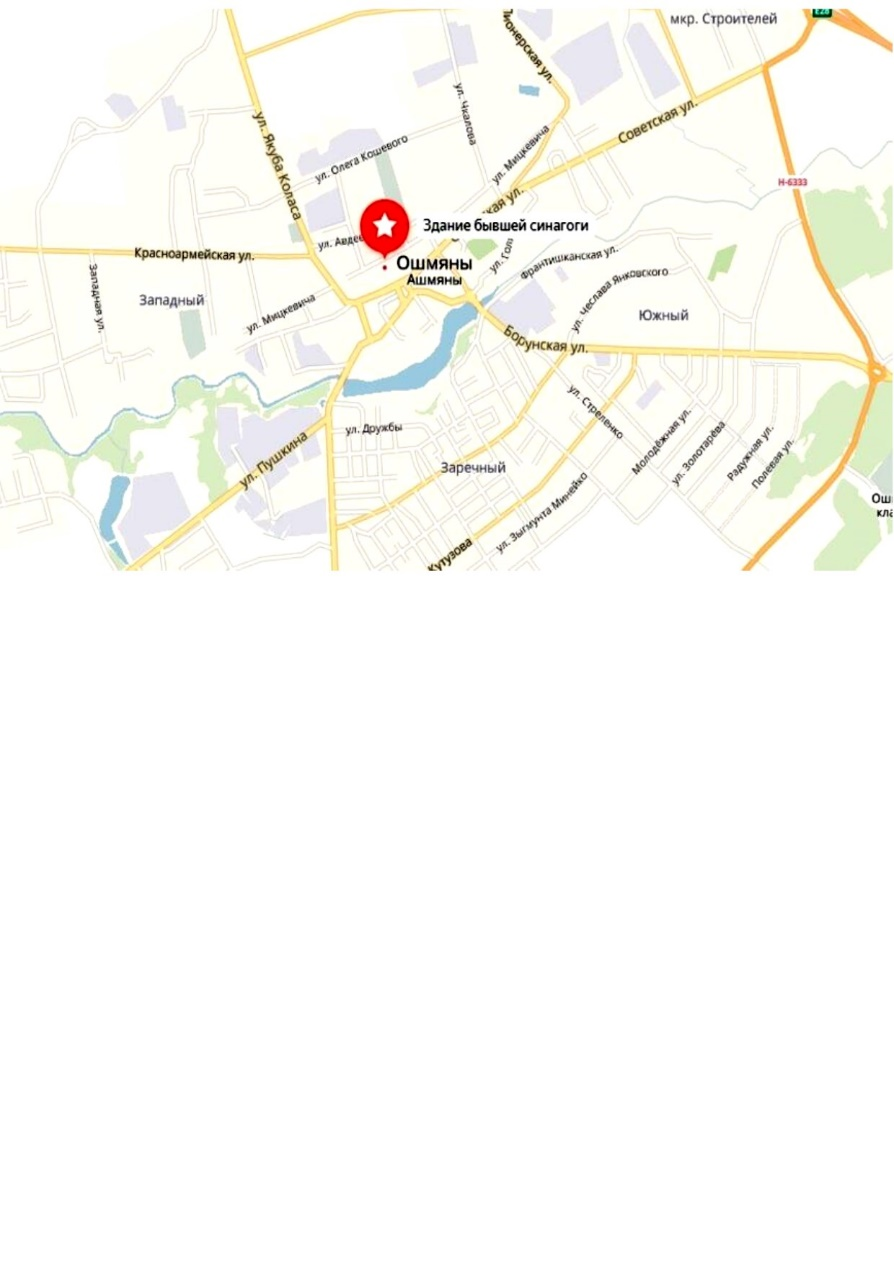 Е28
мкр. Строителей
Пионерская ул.
ул. Чкалова
Советская ул.
ул. Якуба Коласа
ул. Олега Кошевого
ул. Мицкевича
Н-6333
Здание бывшей синагоги
Красноармейская ул.
Ошмяны
Ашмяны
Франтишканская ул.
Западная ул.
Западный
ул. Мицкевича
ул. Чеслава Янковского
Южный
Борунская ул.
ул. Стреленко
ул. Дружбы
Молодёжная ул.
ул. Золотарёва
Радужная ул.
Полевая ул.
ул. Пушкина
Заречный
ул. Зыгмунта Минейко
Кутузова